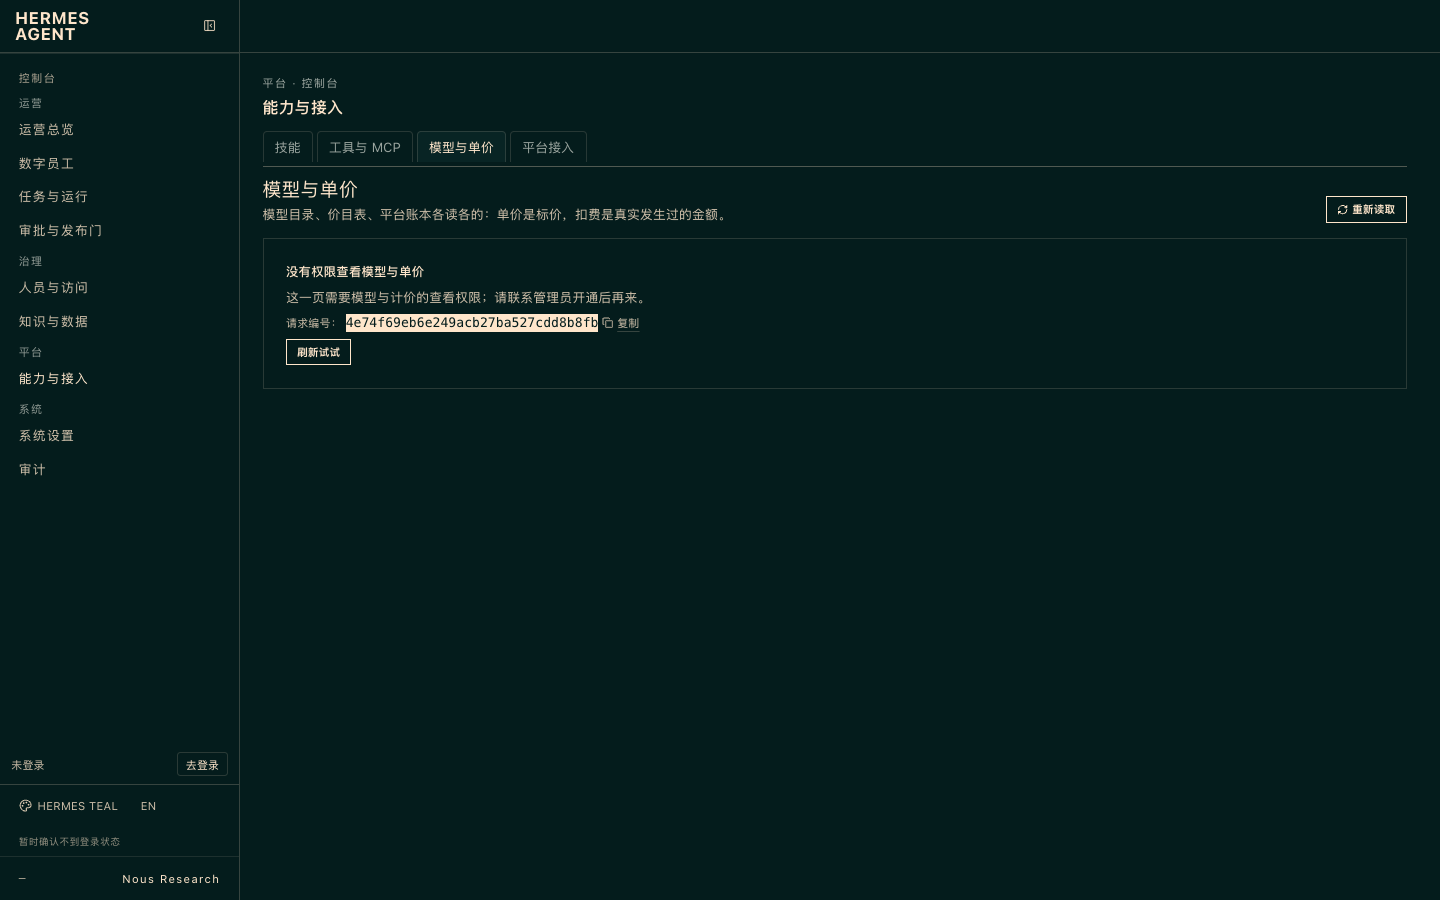 HERMES
AGENT
控制台
运营
运营总览
数字员工
任务与运行
审批与发布门
治理
人员与访问
知识与数据
平台
能力与接入
系统
系统设置
审计
未登录
去登录
HERMES TEAL
EN
暂时确认不到登录状态
—
Nous Research
平台 · 控制台
能力与接入
技能
工具与 MCP
模型与单价
平台接入
模型与单价
模型目录、价目表、平台账本各读各的：单价是标价，扣费是真实发生过的金额。
重新读取
没有权限查看模型与单价
这一页需要模型与计价的查看权限；请联系管理员开通后再来。
请求编号： 4e74f69eb6e249acb27ba527cdd8b8fb 复制
刷新试试